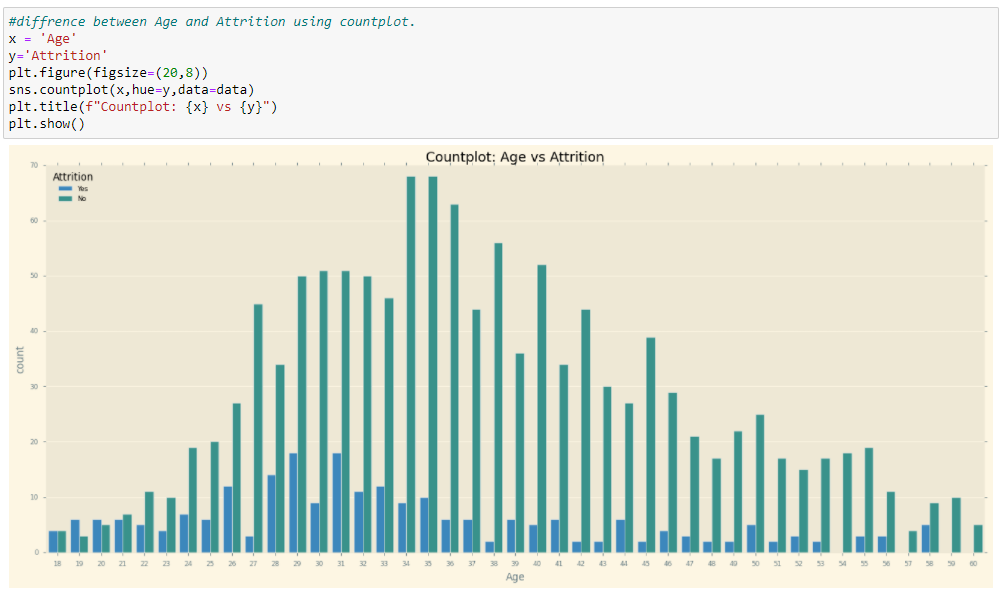 #diffrence between Age and Attrition using countplot.
x = 'Age'
y='Attrition'
plt.figure(figsize=(20,8))
sns.countplot(x,hue=y,data=data)
plt.title(f"Countplot: {x} vs {y}")
plt.show()
Countplot: Age vs Attrition
Attrition
Yes
No
70
60
50
40
30
20
10
0
count
18 19 20 21 22 23 24 25 26 27 28 29 30 31 32 33 34 35 36 37 38 39 40 41 42 43 44 45 46 47 48 49 50 51 52 53 54 55 56 57 58 59 60
Age